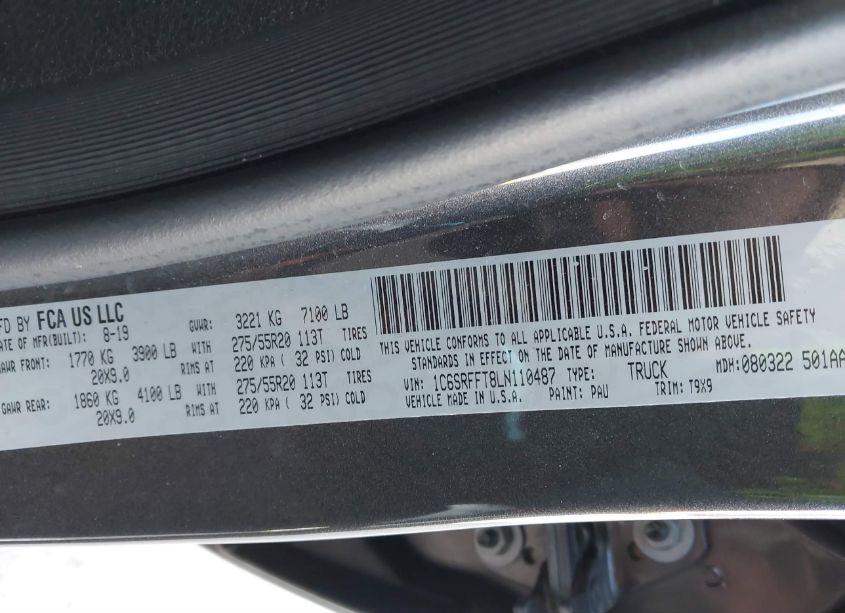 FD BY FCA US LLC
ATE OF MFR(BUILT): 8-19 GVWR: 3221 KG 7100 LB
GAWR FRONT: 1770 KG 3900 LB WITH 275/55R20 113T TIRES
20X9.0 RIMS AT 220 KPA ( 32 PSI) COLD
GAWR REAR: 1860 KG 4100 LB WITH 275/55R20 113T TIRES
20X9.0 RIMS AT 220 KPA ( 32 PSI) COLD
THIS VEHICLE CONFORMS TO ALL APPLICABLE U.S.A. FEDERAL MOTOR VEHICLE SAFETY
STANDARDS IN EFFECT ON THE DATE OF MANUFACTURE SHOWN ABOVE.
VIN: 1C6SRFFT8LN110487 TYPE: TRUCK MDH:080322 501AA
VEHICLE MADE IN U.S.A. PAINT: PAU TRIM: T9X9